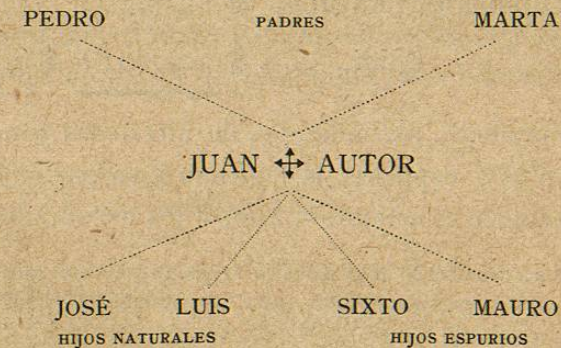 PEDRO PADRES MARTA
JUAN AUTOR
JOSÉ LUIS SIXTO MAURO
HIJOS NATURALES HIJOS ESPURIOS